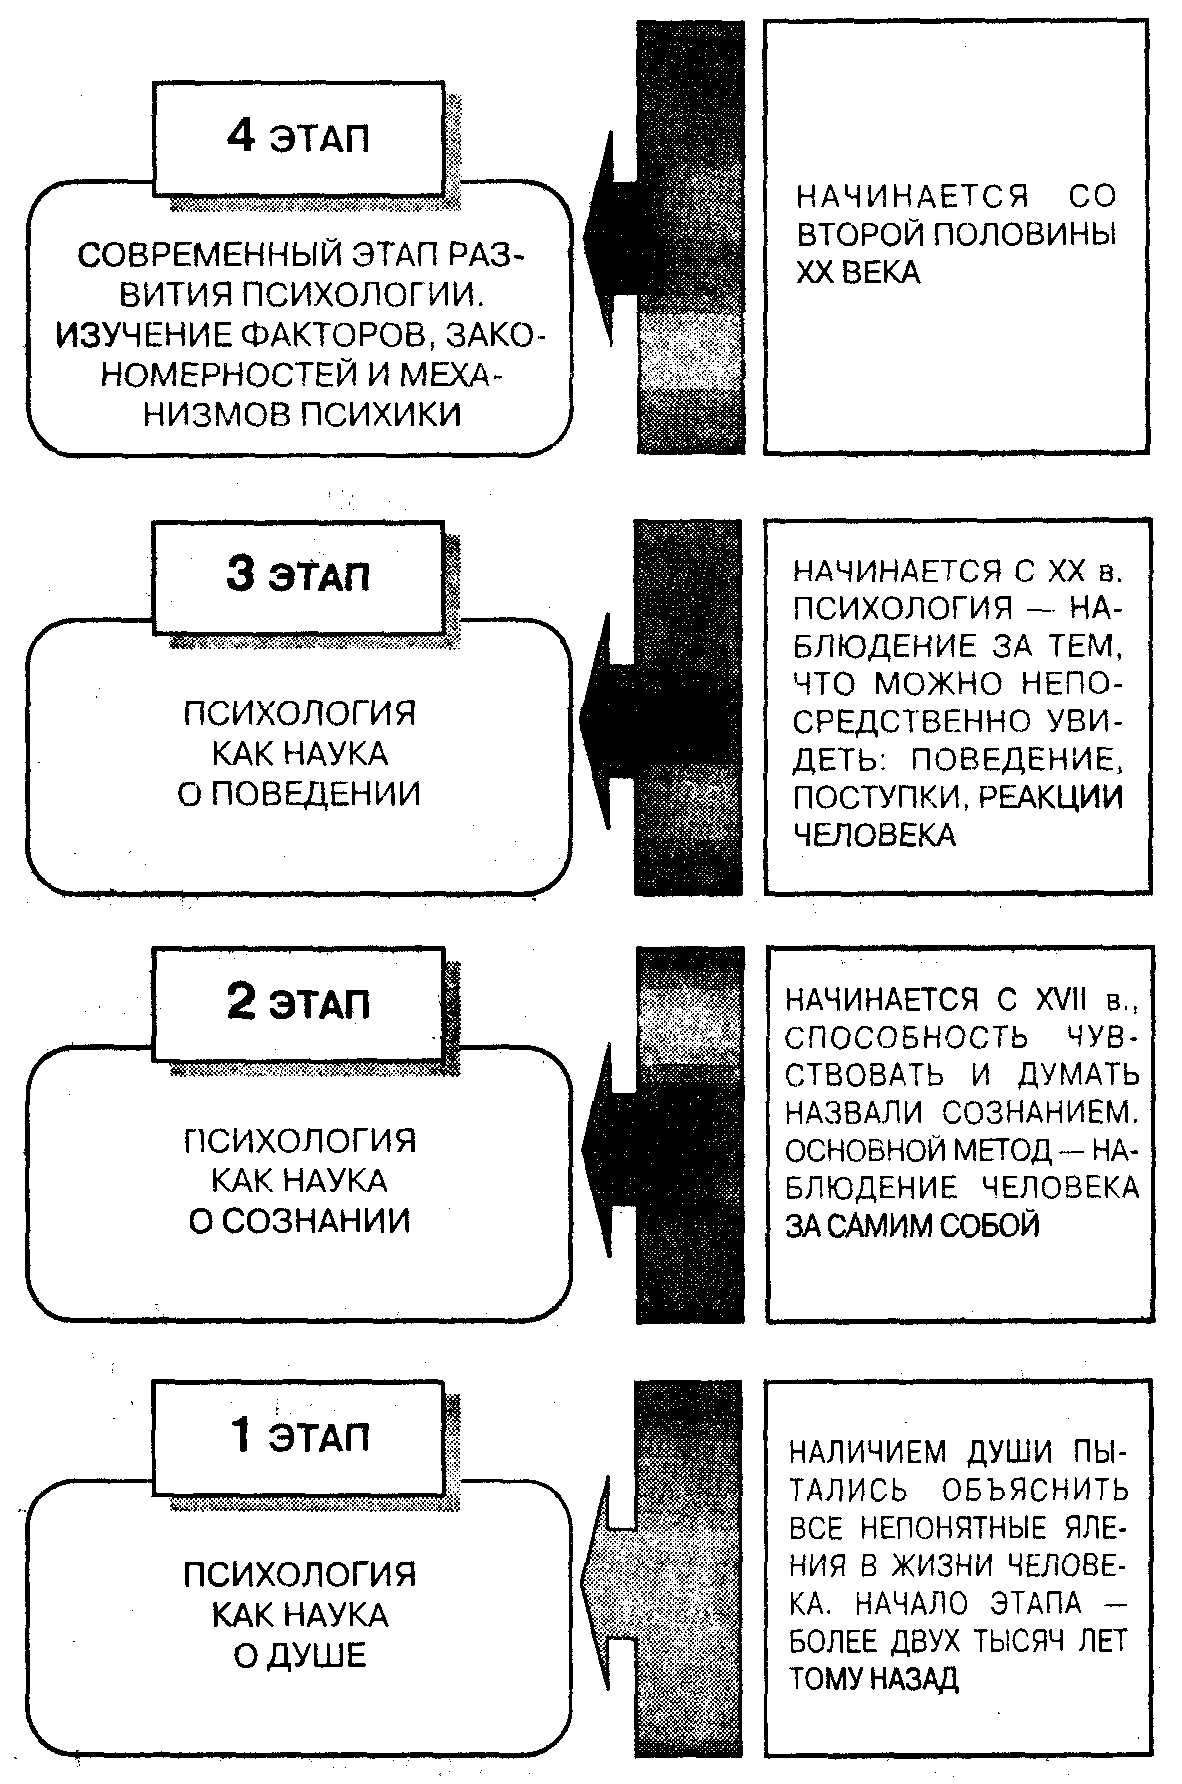 4 ЭТАП
СОВРЕМЕННЫЙ ЭТАП РАЗ-
ВИТИЯ ПСИХОЛОГИИ.
ИЗУЧЕНИЕ ФАКТОРОВ, ЗАКО-
НОМЕРНОСТЕЙ И МЕХА-
НИЗМОВ ПСИХИКИ
НАЧИНАЕТСЯ СО
ВТОРОЙ ПОЛОВИНЫ
XX ВЕКА
3 ЭТАП
ПСИХОЛОГИЯ
КАК НАУКА
О ПОВЕДЕНИИ
НАЧИНАЕТСЯ С XX в.
ПСИХОЛОГИЯ — НА-
БЛЮДЕНИЕ ЗА ТЕМ,
ЧТО МОЖНО НЕПО-
СРЕДСТВЕННО УВИ-
ДЕТЬ: ПОВЕДЕНИЕ,
ПОСТУПКИ, РЕАКЦИИ
ЧЕЛОВЕКА
2 ЭТАП
ПСИХОЛОГИЯ
КАК НАУКА
О СОЗНАНИИ
НАЧИНАЕТСЯ С XVII в.,
СПОСОБНОСТЬ ЧУВ-
СТВОВАТЬ И ДУМАТЬ
НАЗВАЛИ СОЗНАНИЕМ.
ОСНОВНОЙ МЕТОД — НА-
БЛЮДЕНИЕ ЧЕЛОВЕКА
ЗА САМИМ СОБОЙ
1 ЭТАП
ПСИХОЛОГИЯ
КАК НАУКА
О ДУШЕ
НАЛИЧИЕМ ДУШИ ПЫ-
ТАЛИСЬ ОБЪЯСНИТЬ
ВСЕ НЕПОНЯТНЫЕ ЯЛЕ-
НИЯ В ЖИЗНИ ЧЕЛОВЕ-
КА. НАЧАЛО ЭТАПА —
БОЛЕЕ ДВУХ ТЫСЯЧ ЛЕТ
ТОМУ НАЗАД